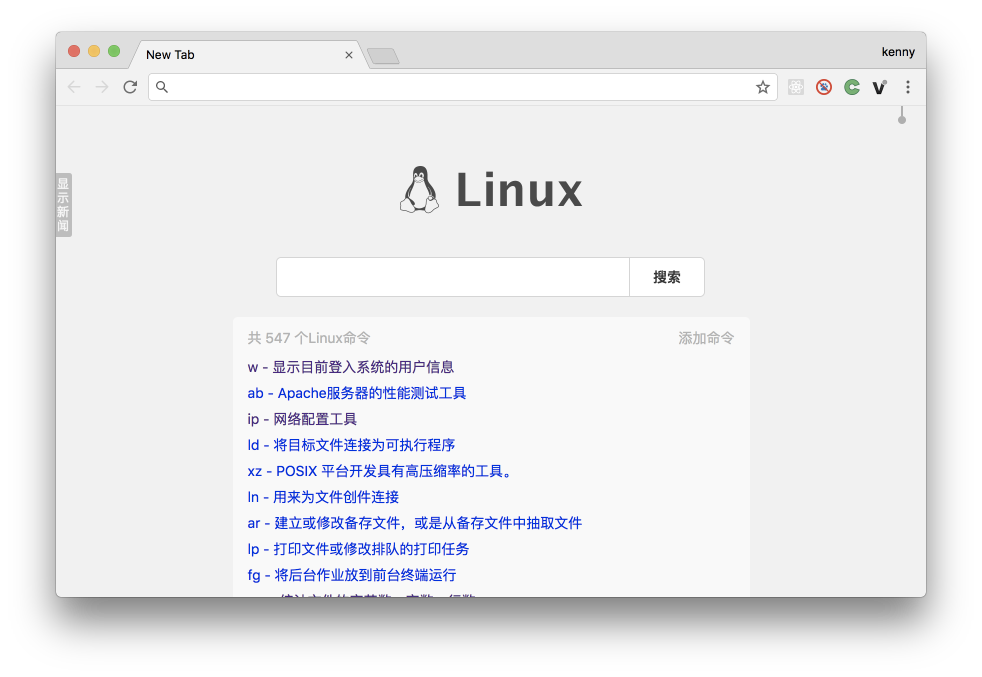 New Tab
kenny
显示新闻
Linux
搜索
共 547 个Linux命令
添加命令
w - 显示目前登入系统的用户信息
ab - Apache服务器的性能测试工具
ip - 网络配置工具
ld - 将目标文件连接为可执行程序
xz - POSIX 平台开发具有高压缩率的工具。
ln - 用来为文件创件连接
ar - 建立或修改备存文件，或是从备存文件中抽取文件
lp - 打印文件或修改排队的打印任务
fg - 将后台作业放到前台终端运行